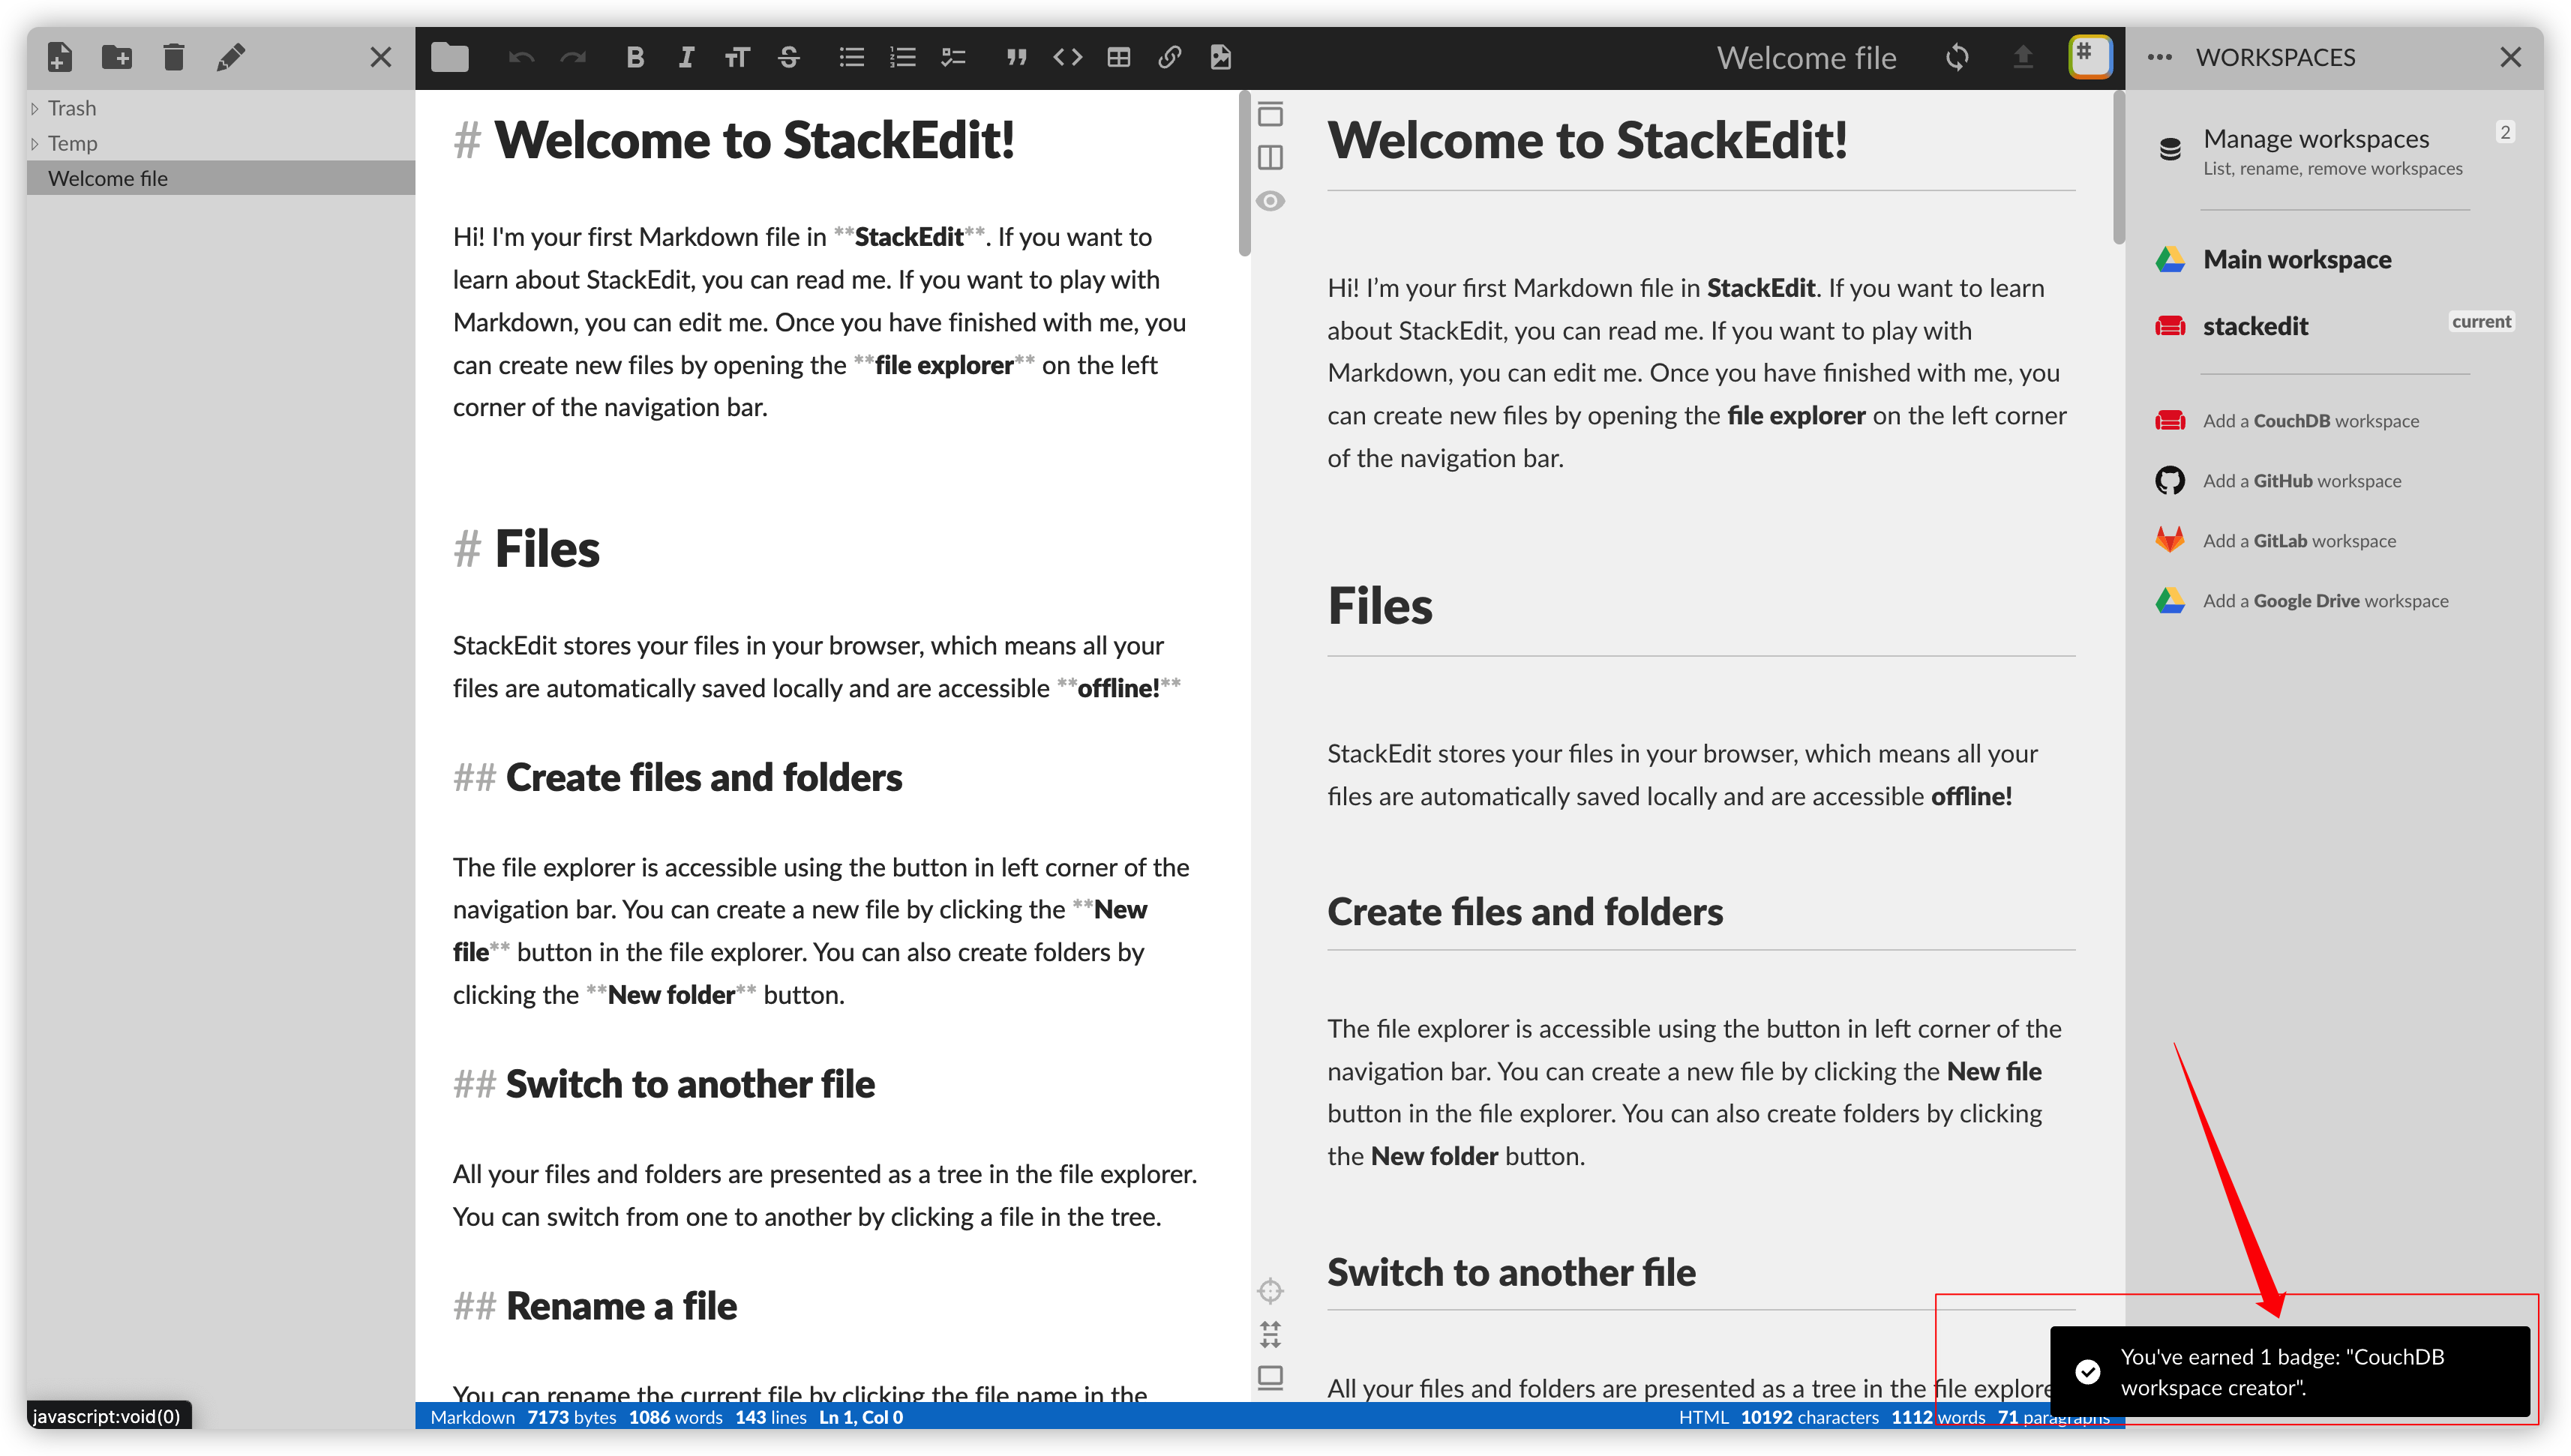 Welcome file
WORKSPACES
Trash
Temp
Welcome file
# Welcome to StackEdit!
Hi! I'm your first Markdown file in **StackEdit**. If you want to
learn about StackEdit, you can read me. If you want to play with
Markdown, you can edit me. Once you have finished with me, you
can create new files by opening the **file explorer** on the left
corner of the navigation bar.
# Files
StackEdit stores your files in your browser, which means all your
files are automatically saved locally and are accessible **offline!**
## Create files and folders
The file explorer is accessible using the button in left corner of the
navigation bar. You can create a new file by clicking the **New
file** button in the file explorer. You can also create folders by
clicking the **New folder** button.
## Switch to another file
All your files and folders are presented as a tree in the file explorer.
You can switch from one to another by clicking a file in the tree.
## Rename a file
You can rename the current file by clicking the file name in the
Welcome to StackEdit!
Hi! I’m your first Markdown file in StackEdit. If you want to learn
about StackEdit, you can read me. If you want to play with
Markdown, you can edit me. Once you have finished with me, you
can create new files by opening the file explorer on the left corner
of the navigation bar.
Files
StackEdit stores your files in your browser, which means all your
files are automatically saved locally and are accessible offline!
Create files and folders
The file explorer is accessible using the button in left corner of the
navigation bar. You can create a new file by clicking the New file
button in the file explorer. You can also create folders by clicking
the New folder button.
Switch to another file
All your files and folders are presented as a tree in the file explore
Manage workspaces
2
List, rename, remove workspaces
Main workspace
stackedit
current
Add a CouchDB workspace
Add a GitHub workspace
Add a GitLab workspace
Add a Google Drive workspace
You've earned 1 badge: "CouchDB
workspace creator".
javascript:void(0)
Markdown 7173 bytes 1086 words 143 lines Ln 1, Col 0
HTML 10192 characters 1112 words 71 paragraphs